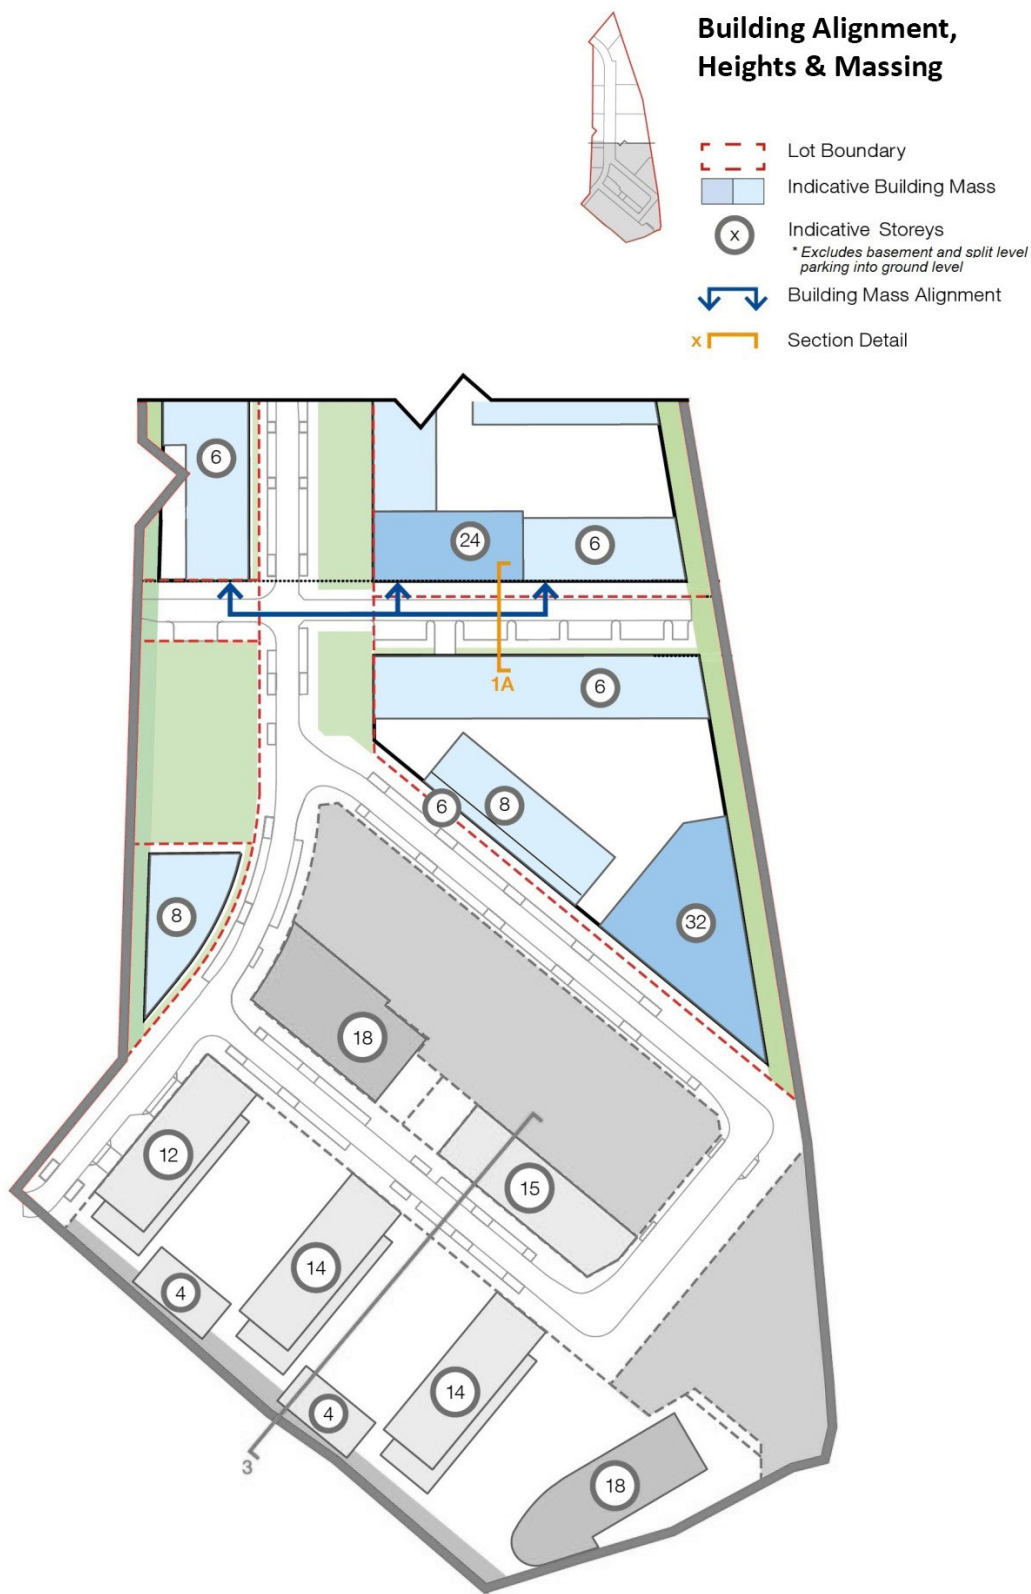 Building Alignment,
Heights & Massing
Lot Boundary
Indicative Building Mass
x
Indicative Storeys
* Excludes basement and split level
parking into ground level
Building Mass Alignment
x
Section Detail
6
24
6
1A
6
6
8
8
32
18
12
15
14
4
14
4
3
18